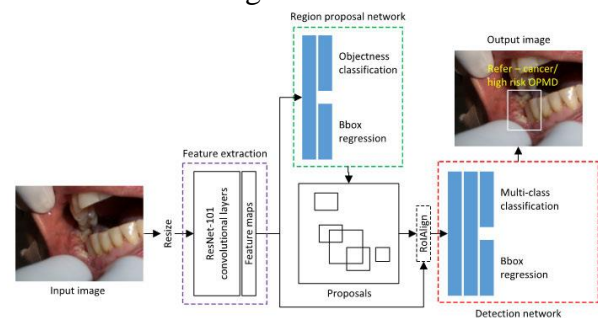 Region proposal network
Objectness
classification
Bbox
regression
Output image
Refer – cancer/
high risk OPMD
Feature extraction
Resize
ResNet-101
convolutional layers
Feature maps
Input image
Proposals
RoIAlign
Multi-class
classification
Bbox
regression
Detection network